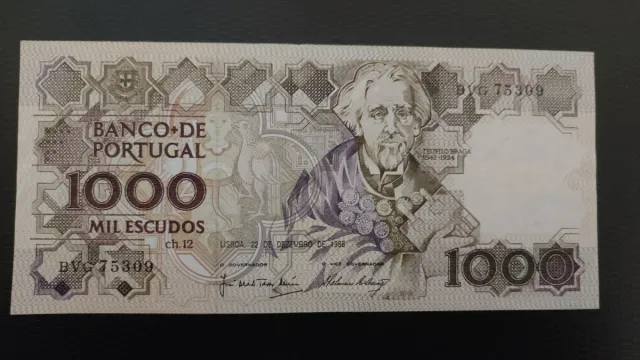 BVG 75309
BANCO DE
PORTUGAL
TEOFILO BRAGA
1843-1924
1000
MIL ESCUDOS
ch. 12
LISBOA, 22 DE DEZEMBRO DE 1988
O GOVERNADOR
O VICE GOVERNADOR
BVG 75309
1000